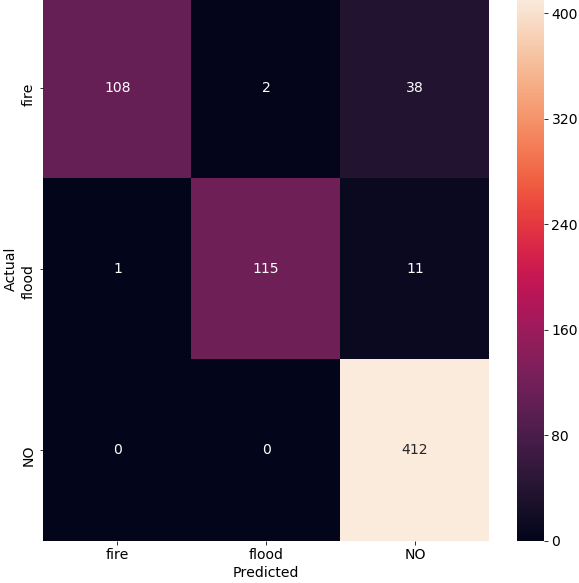 fire 108 2 38
flood 1 115 11
NO 0 0 412
fire flood NO
Predicted
Actual
400
320
240
160
80
0